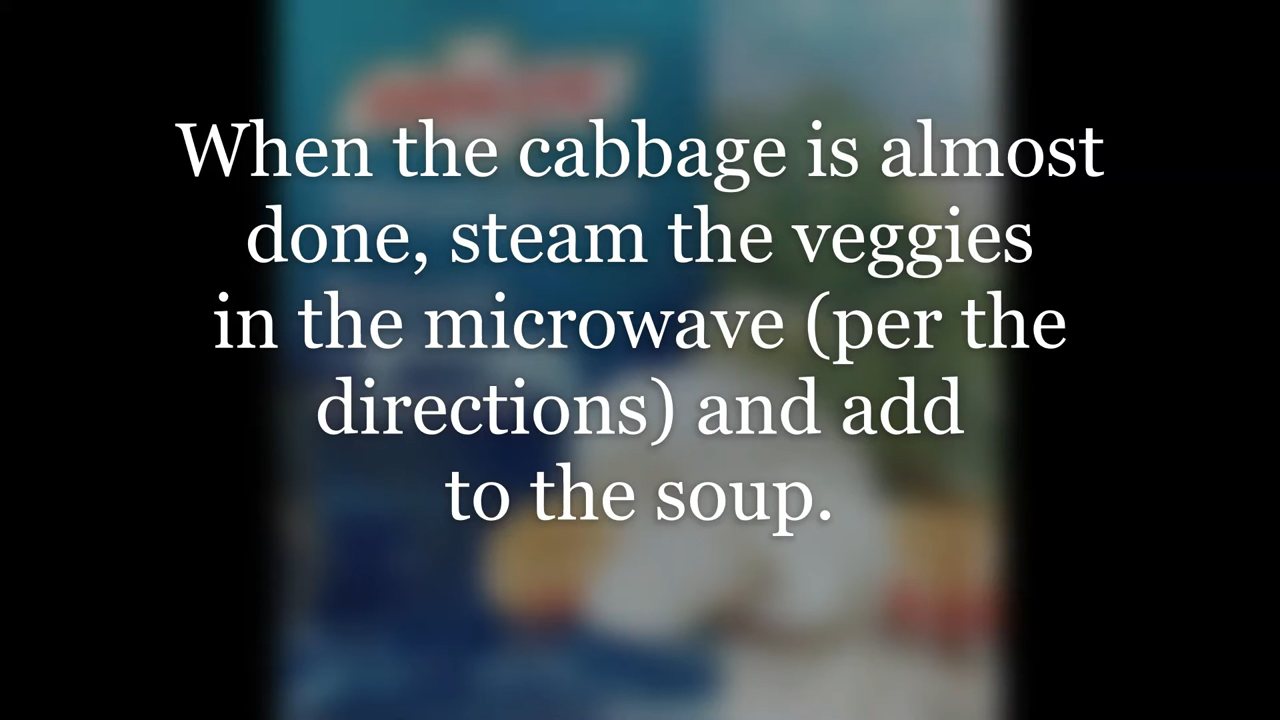 When the cabbage is almost
done, steam the veggies
in the microwave (per the
directions) and add
to the soup.